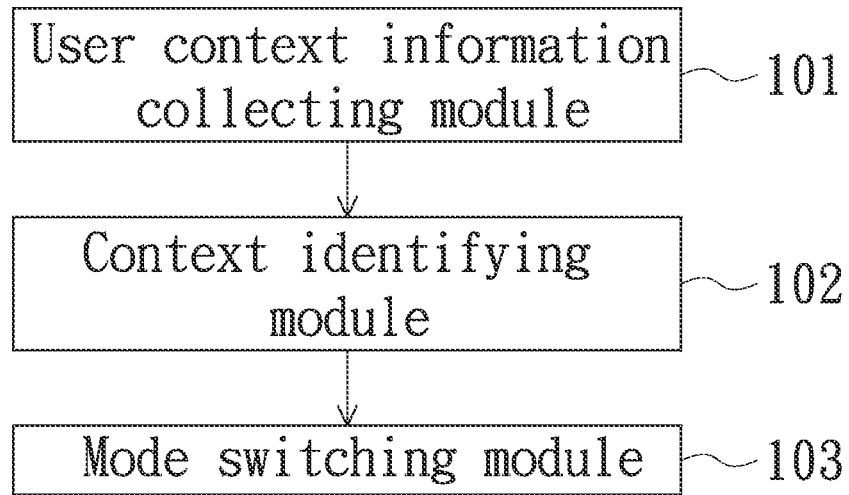 User context information
collecting module
101
Context identifying
module
102
Mode switching module
103